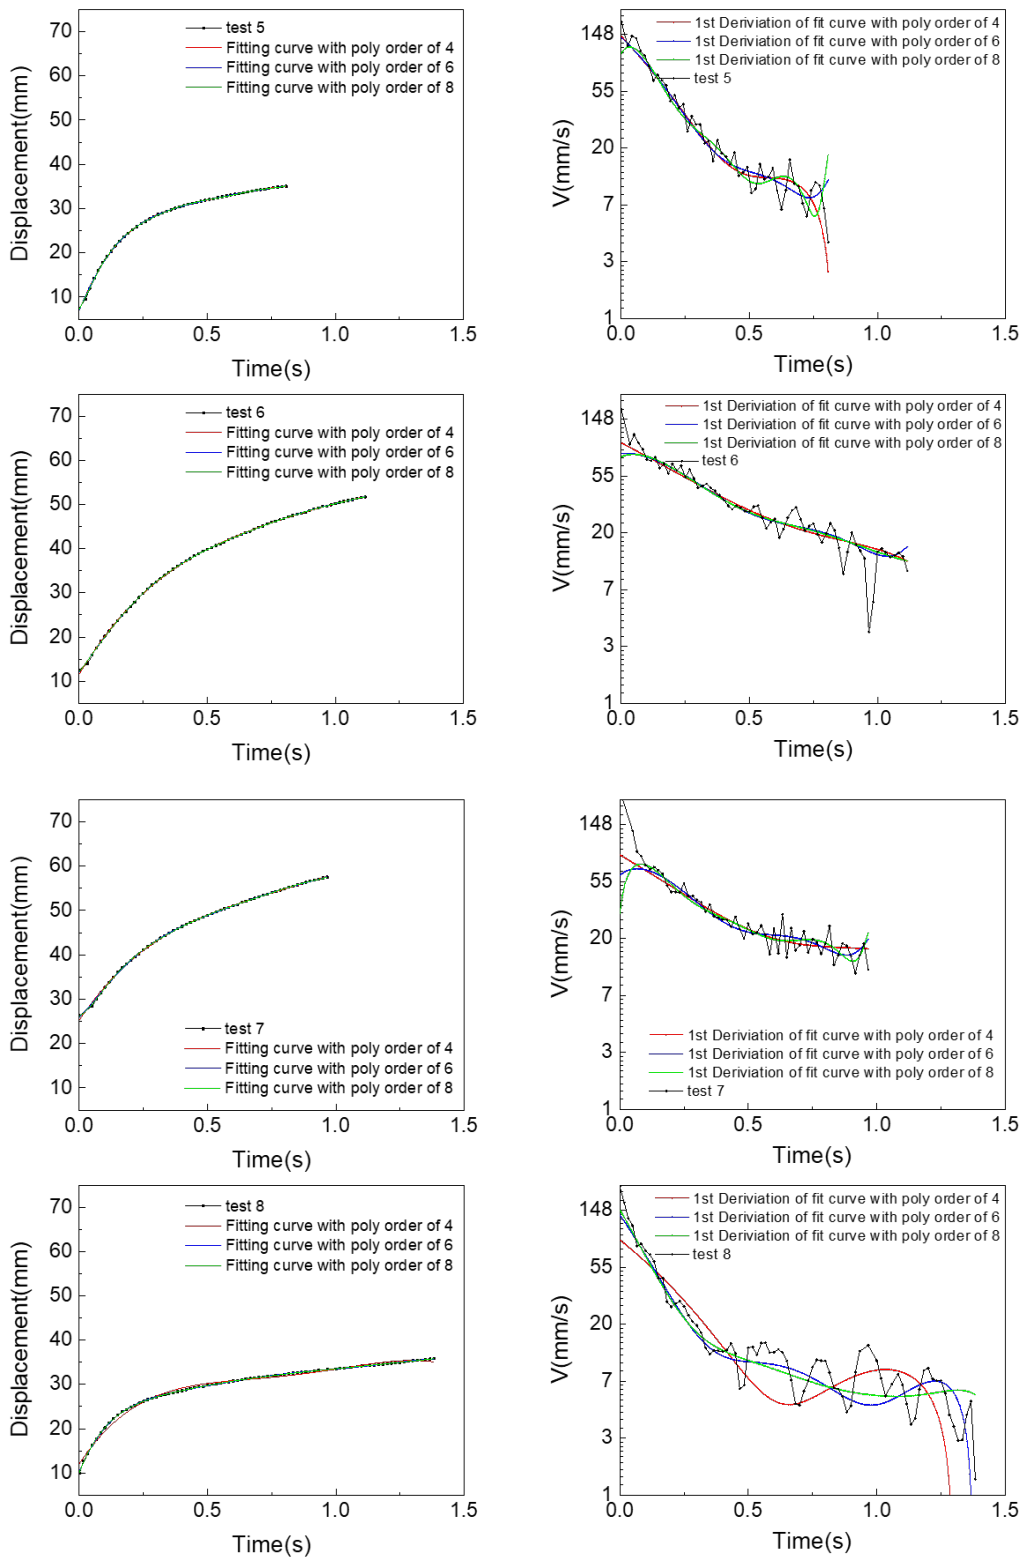 test 5
Fitting curve with poly order of 4
Fitting curve with poly order of 6
Fitting curve with poly order of 8
70
60
50
40
30
20
10
0.0 0.5 1.0 1.5
Displacement(mm)
Time(s)
1st Deriviation of fit curve with poly order of 4
1st Deriviation of fit curve with poly order of 6
1st Deriviation of fit curve with poly order of 8
test 5
148
55
20
7
3
1
0.0 0.5 1.0 1.5
V(mm/s)
Time(s)
test 6
Fitting curve with poly order of 4
Fitting curve with poly order of 6
Fitting curve with poly order of 8
70
60
50
40
30
20
10
0.0 0.5 1.0 1.5
Displacement(mm)
Time(s)
1st Deriviation of fit curve with poly order of 4
1st Deriviation of fit curve with poly order of 6
1st Deriviation of fit curve with poly order of 8
test 6
148
55
20
7
3
1
0.0 0.5 1.0 1.5
V(mm/s)
Time(s)
70
60
50
40
30
20
10
test 7
Fitting curve with poly order of 4
Fitting curve with poly order of 6
Fitting curve with poly order of 8
0.0 0.5 1.0 1.5
Displacement(mm)
Time(s)
148
55
20
7
3
1
1st Deriviation of fit curve with poly order of 4
1st Deriviation of fit curve with poly order of 6
1st Deriviation of fit curve with poly order of 8
test 7
0.0 0.5 1.0 1.5
V(mm/s)
Time(s)
test 8
Fitting curve with poly order of 4
Fitting curve with poly order of 6
Fitting curve with poly order of 8
70
60
50
40
30
20
10
0.0 0.5 1.0 1.5
Displacement(mm)
Time(s)
1st Deriviation of fit curve with poly order of 4
1st Deriviation of fit curve with poly order of 6
1st Deriviation of fit curve with poly order of 8
test 8
148
55
20
7
3
1
0.0 0.5 1.0 1.5
V(mm/s)
Time(s)